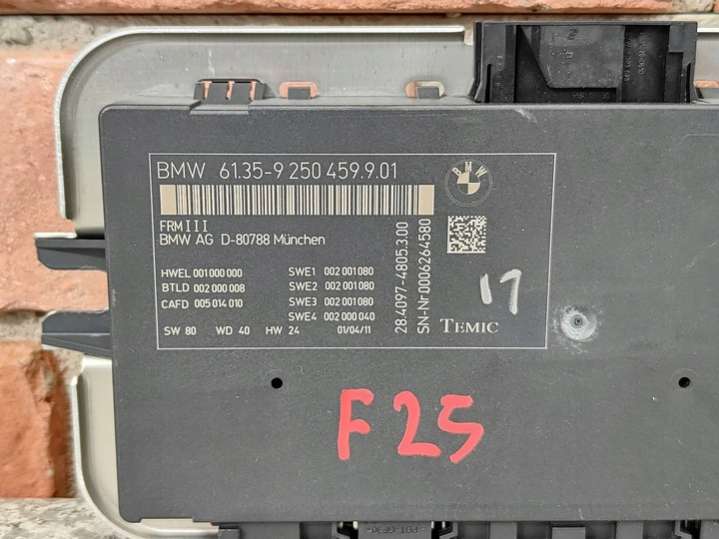 BMW 61.35-9 250 459.9.01
BMW
FRMIII
BMW AG D-80788 München
HWEL 001 000 000
BTLD 002 000 008
CAFD 005 014 010
SWE1 002 001 080
SWE2 002 001 080
SWE3 002 001 080
SWE4 002 000 040
SW 80 WD 40 HW 24 01/04/11
28.4097-4805.3.00
SN-Nr0006264580
TEMIC
17
F25